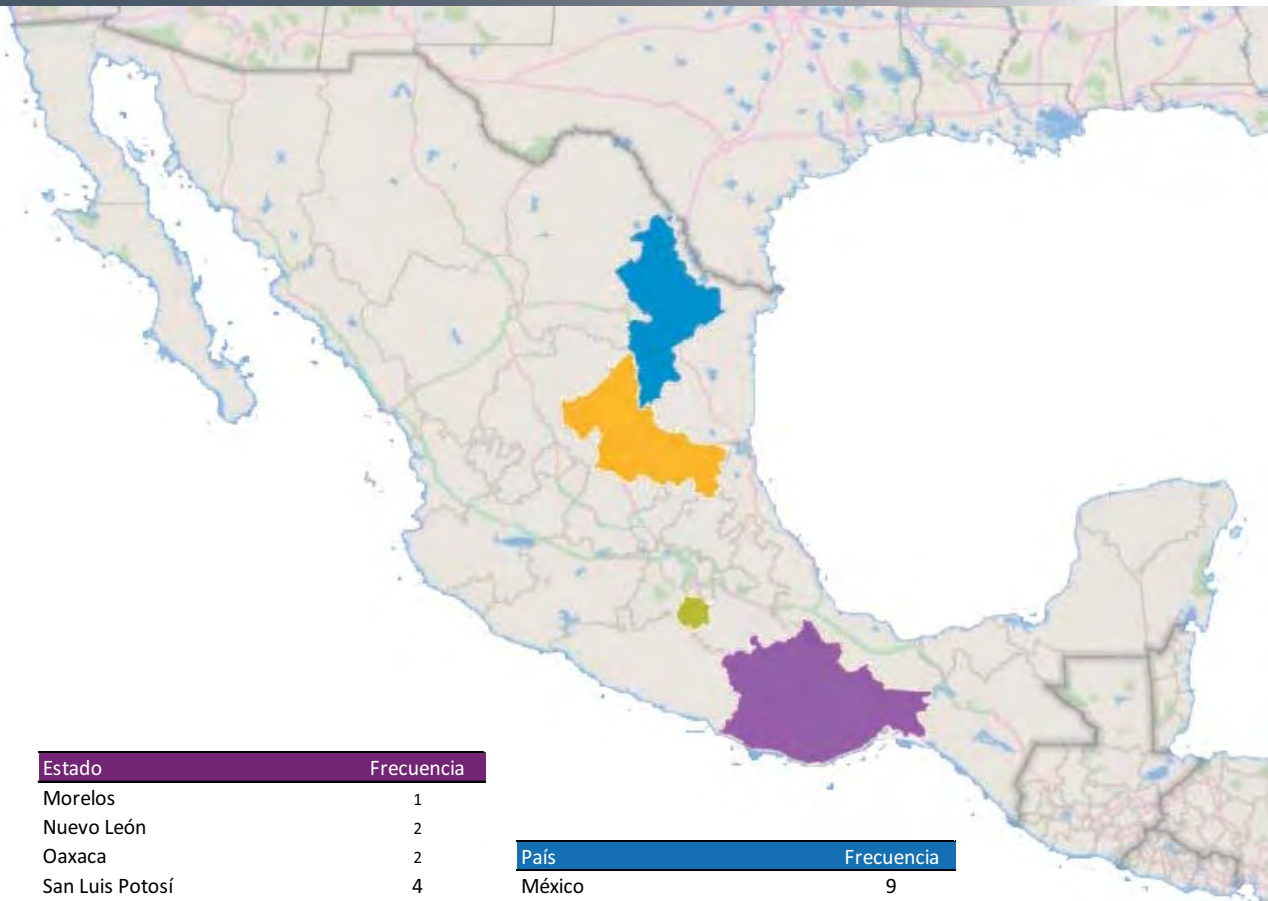 Estado Frecuencia
Morelos 1
Nuevo León 2
Oaxaca 2
San Luis Potosí 4
País Frecuencia
México 9